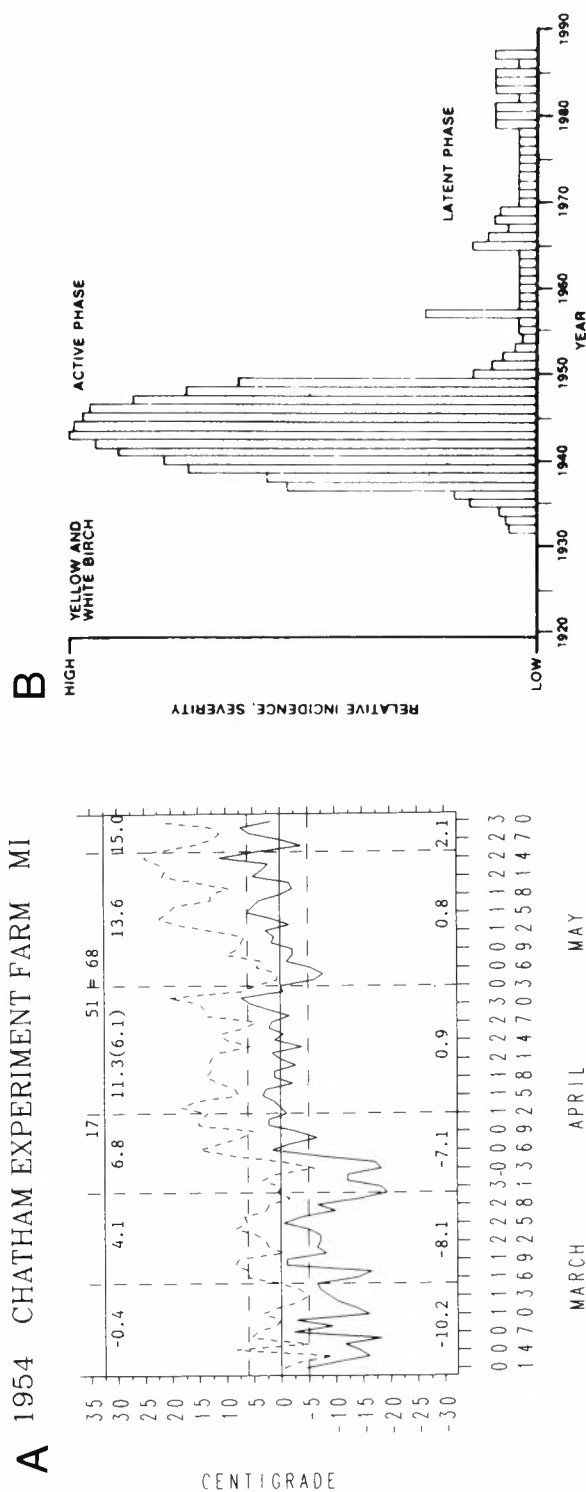 A 1954 CHATHAM EXPERIMENT FARM MI
17 51 = 68
-0.4 4.1 6.8 11.3(6.1) 13.6 15.0
35
30
25
20
15
10
5
0
-5
-10
-15
-20
-25
-30
CENTIGRADE
-10.2 -8.1 -7.1 0.9 0.8 2.1
0 0 0 1 1 1 1 2 2 2 3 - 0 0 0 0 1 1 1 2 2 2 3 0 0 0 0 1 1 1 2 2 2 3
1 4 7 0 3 6 9 2 5 8 1 3 6 9 2 5 8 1 4 7 0 3 6 9 2 5 8 1 4 7 0
MARCH APRIL MAY
B
HIGH
YELLOW AND
WHITE BIRCH
ACTIVE PHASE
LATENT PHASE
RELATIVE INCIDENCE, SEVERITY
LOW
1920 1930 1940 1950 1960 1970 1980 1990
YEAR